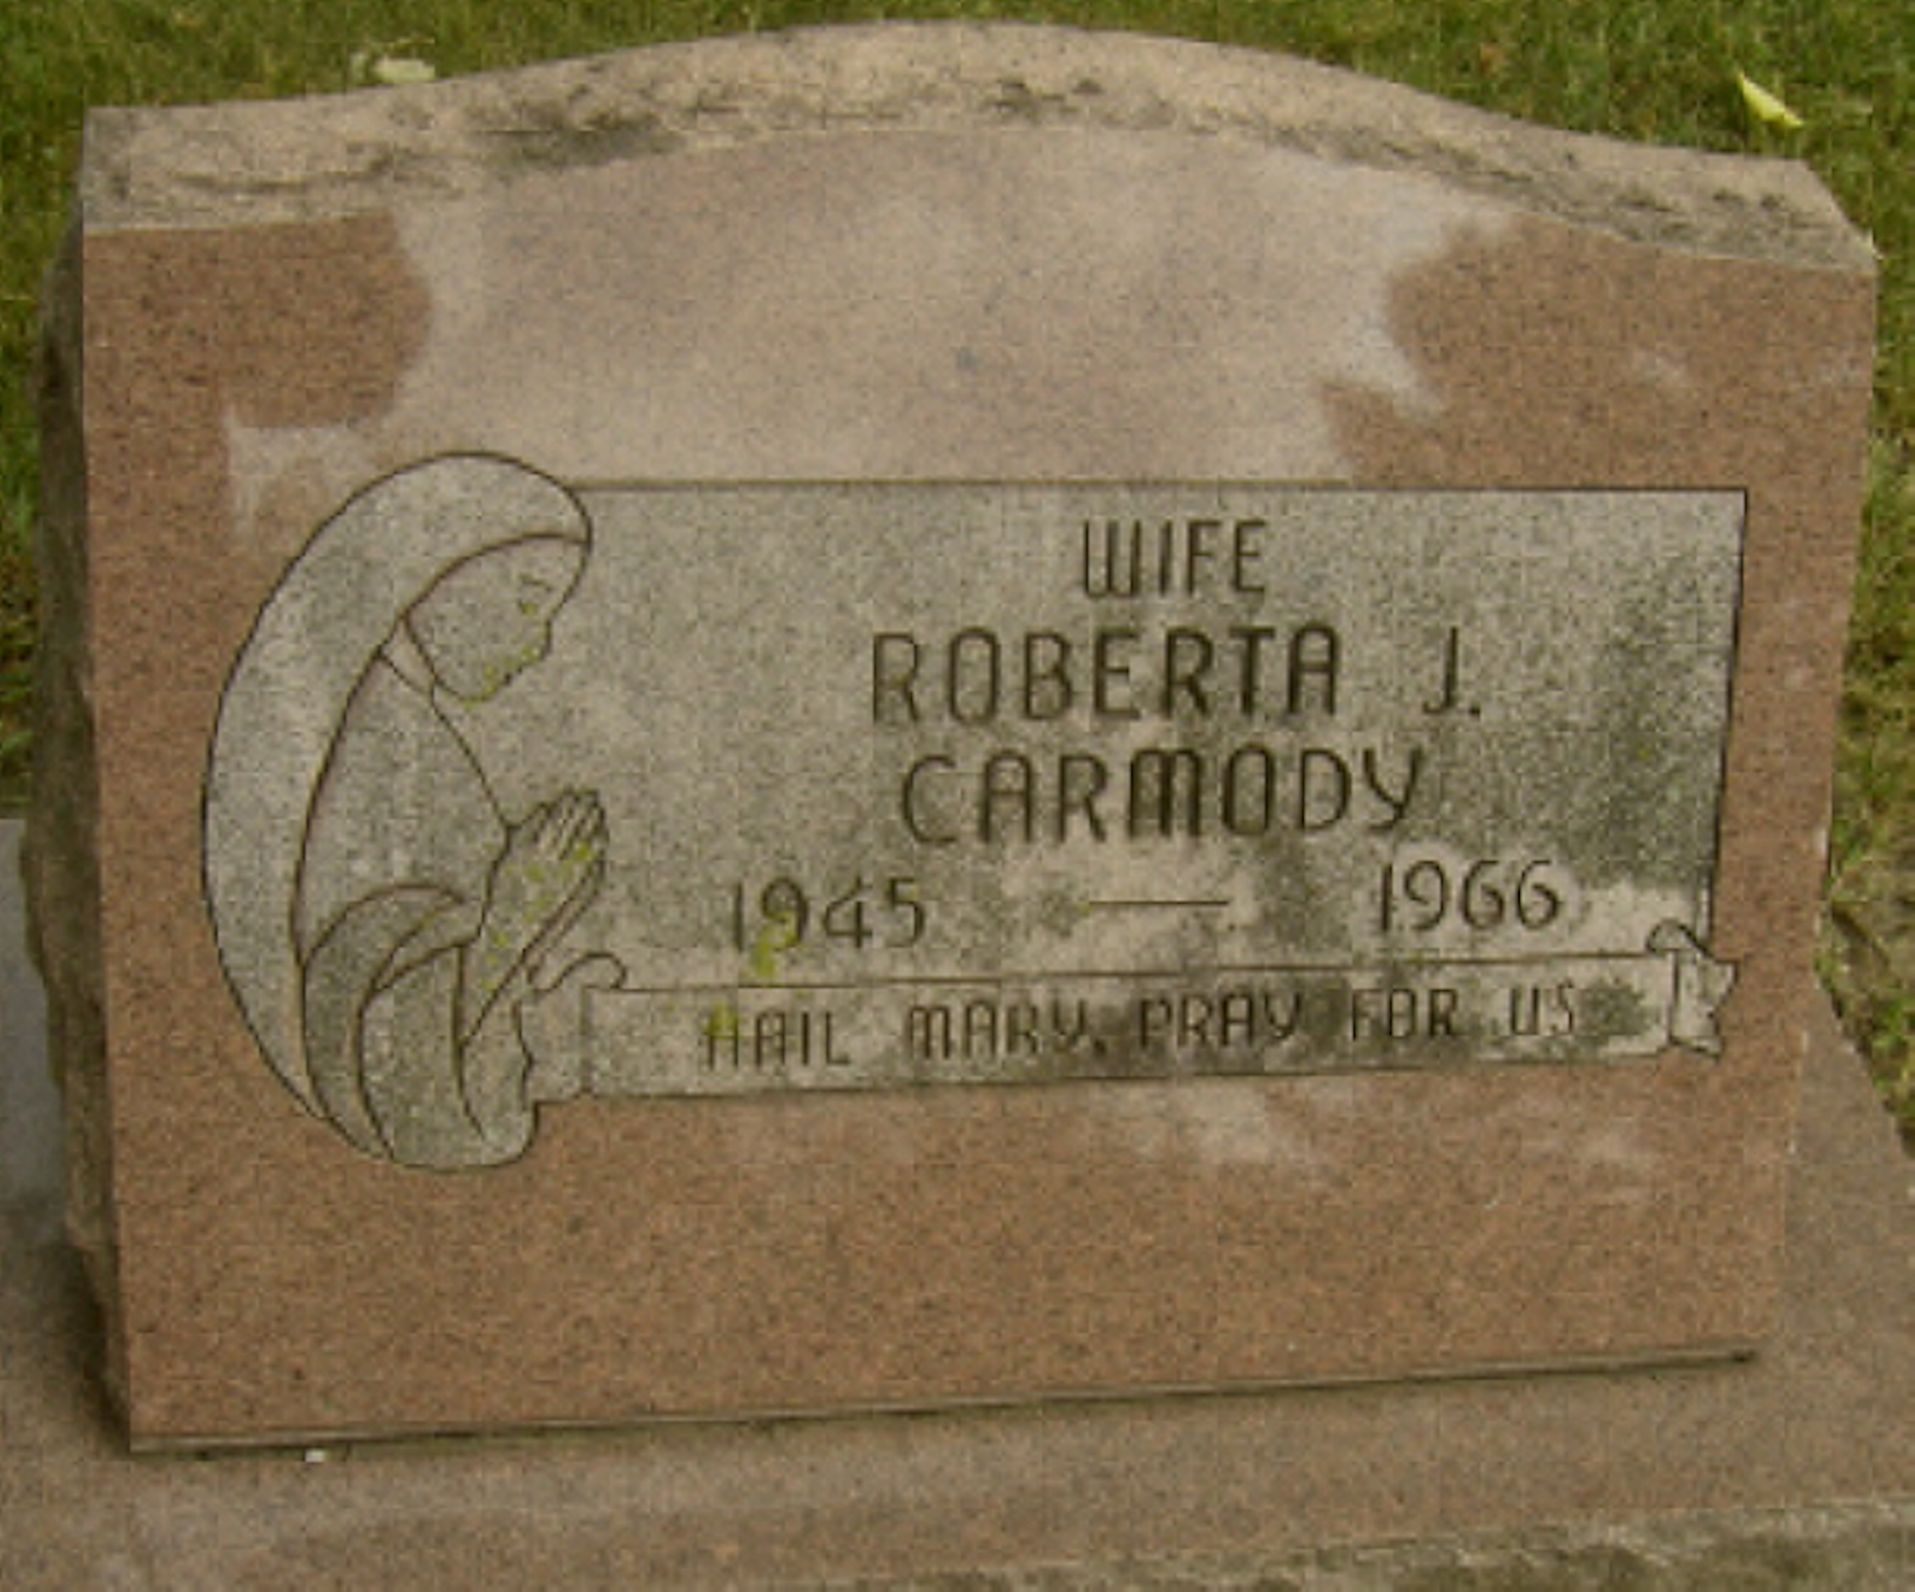 WIFE
ROBERTA J.
CARMODY
1945 — 1966
HAIL MARY, PRAY FOR US